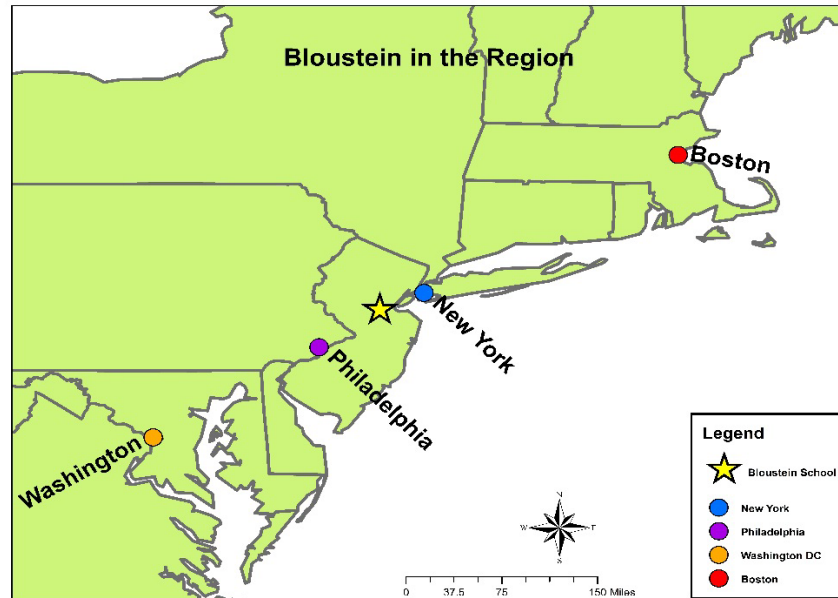 Bloustein in the Region
Boston
New York
Philadelphia
Washington
Legend
Bloustein School
New York
Philadelphia
Washington DC
Boston
N
W E
S
0 37.5 75 150 Miles